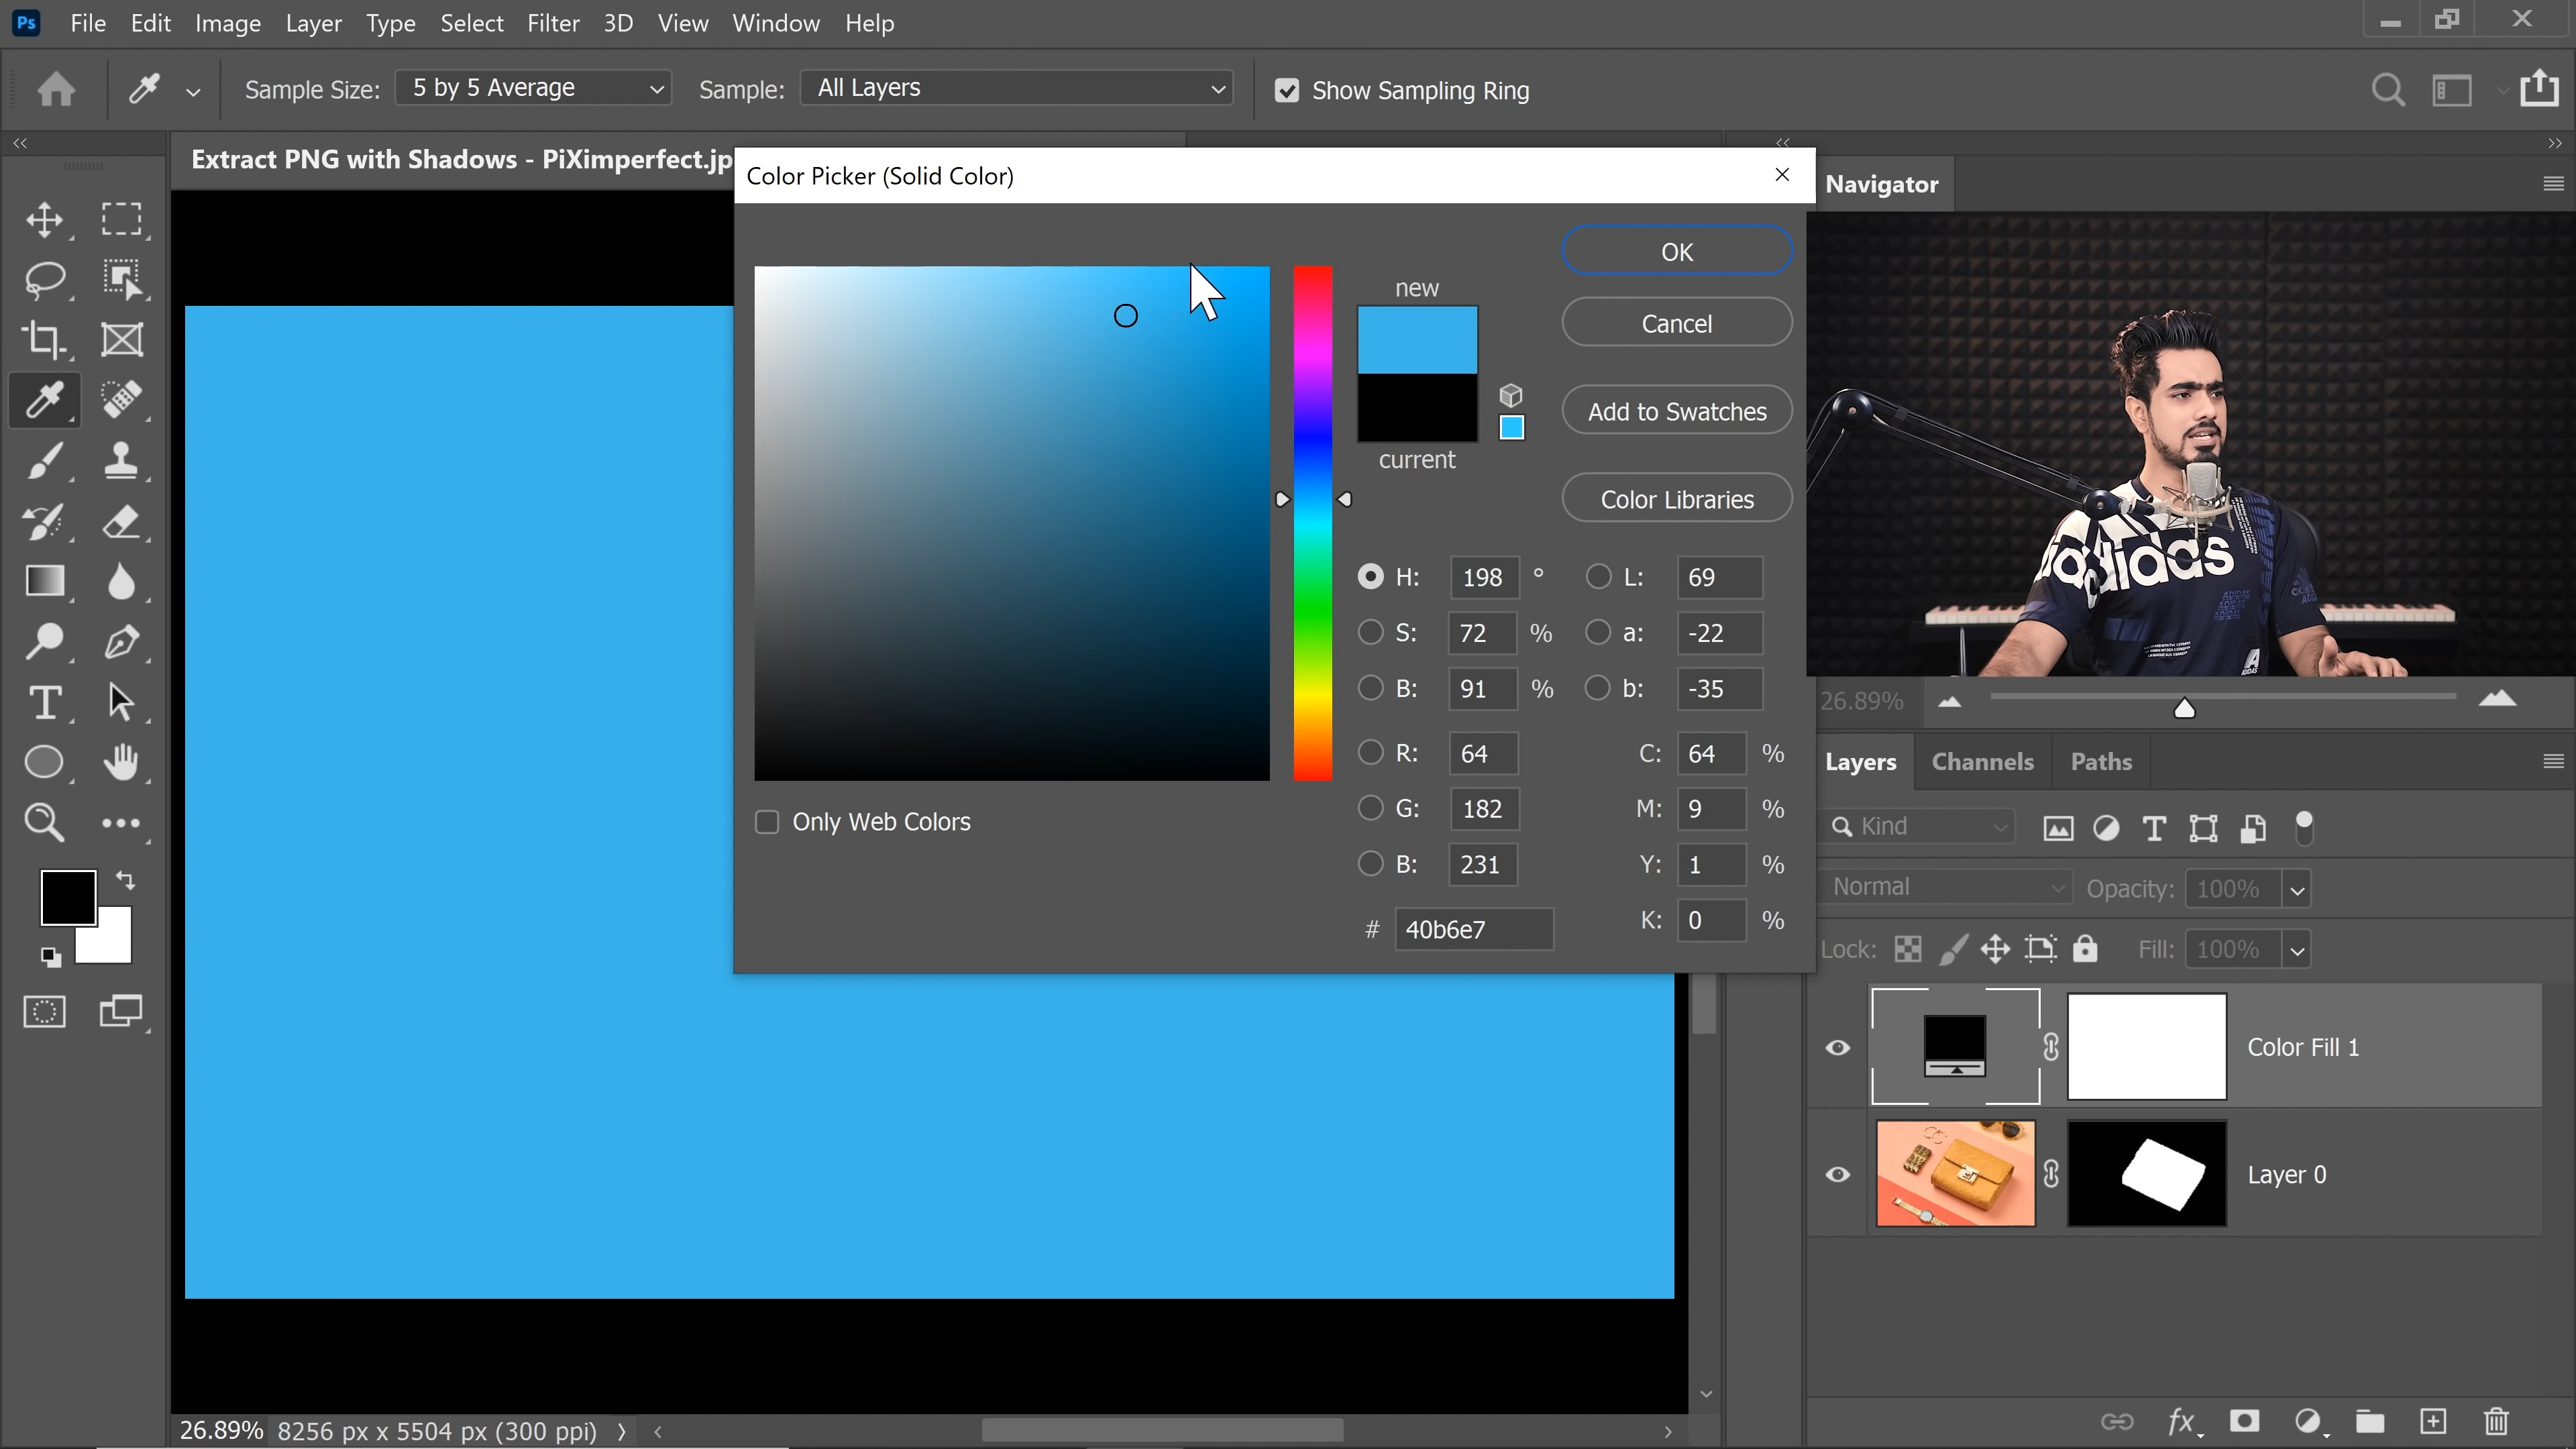 Ps File Edit Image Layer Type Select Filter 3D View Window Help
Sample Size: 5 by 5 Average Sample: All Layers Show Sampling Ring
Extract PNG with Shadows - PiXimperfect.jp
Color Picker (Solid Color)
Navigator
OK
new
Cancel
Add to Swatches
current
Color Libraries
H: 198 ° L: 69
S: 72 % a: -22
B: 91 % b: -35
R: 64 C: 64 %
G: 182 M: 9 %
B: 231 Y: 1 %
# 40b6e7 K: 0 %
Only Web Colors
adidas
26.89%
Layers Channels Paths
Kind
Normal Opacity: 100%
Lock: Fill: 100%
Color Fill 1
Layer 0
26.89% 8256 px x 5504 px (300 ppi)
fx